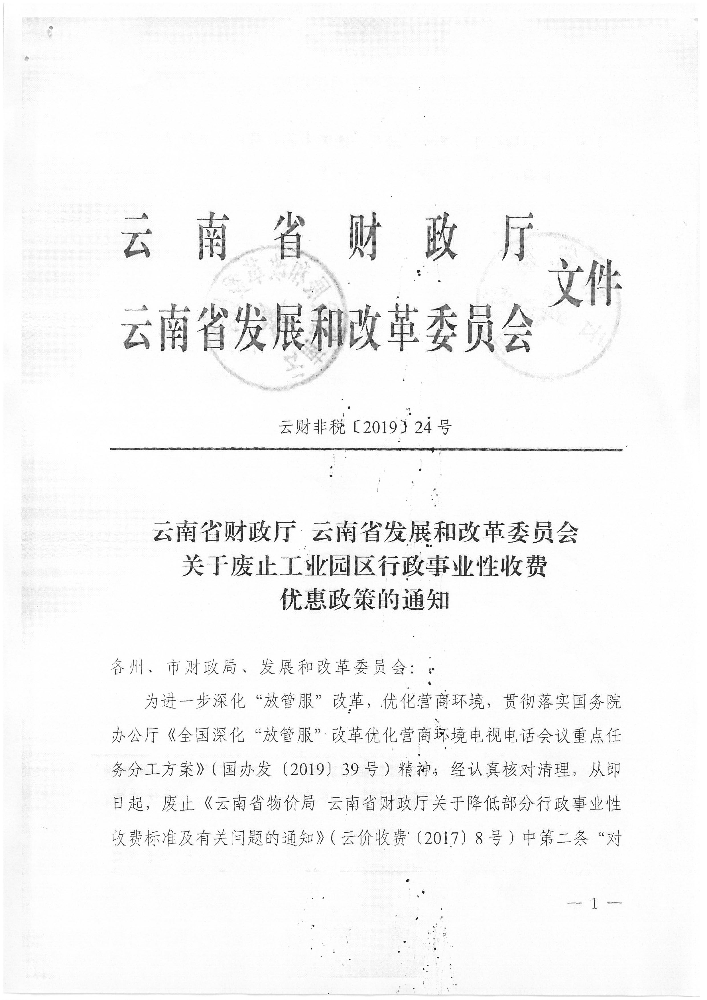 云南省财政厅
云南省发展和改革委员会
文件
云财非税〔2019〕24号
云南省财政厅 云南省发展和改革委员会
关于废止工业园区行政事业性收费
优惠政策的通知
各州、市财政局、发展和改革委员会：
为进一步深化“放管服”改革，优化营商环境，贯彻落实国务院
办公厅《全国深化“放管服”改革优化营商环境电视电话会议重点任
务分工方案》（国办发〔2019〕39号）精神，经认真核对清理，从即
日起，废止《云南省物价局 云南省财政厅关于降低部分行政事业性
收费标准及有关问题的通知》（云价收费〔2017〕8号）中第二条“对
— 1 —